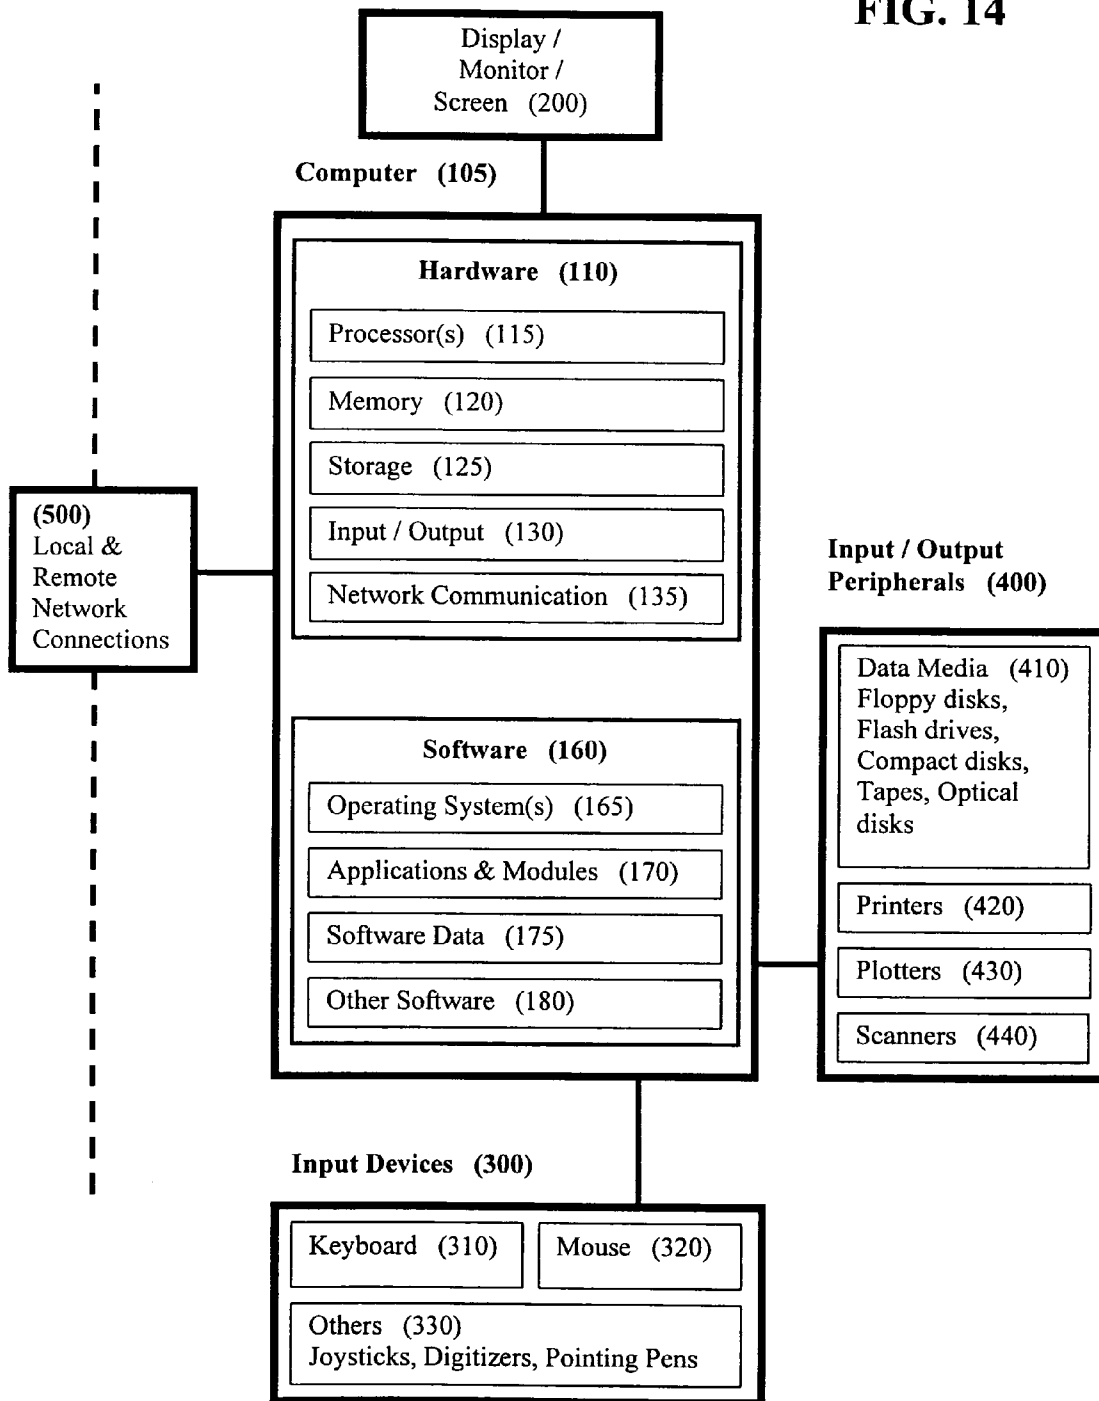 FIG. 14
Display /
Monitor /
Screen (200)
Computer (105)
Hardware (110)
Processor(s) (115)
Memory (120)
Storage (125)
Input / Output (130)
Network Communication (135)
(500)
Local &
Remote
Network
Connections
Software (160)
Operating System(s) (165)
Applications & Modules (170)
Software Data (175)
Other Software (180)
Input / Output
Peripherals (400)
Data Media (410)
Floppy disks,
Flash drives,
Compact disks,
Tapes, Optical
disks
Printers (420)
Plotters (430)
Scanners (440)
Input Devices (300)
Keyboard (310)
Mouse (320)
Others (330)
Joysticks, Digitizers, Pointing Pens